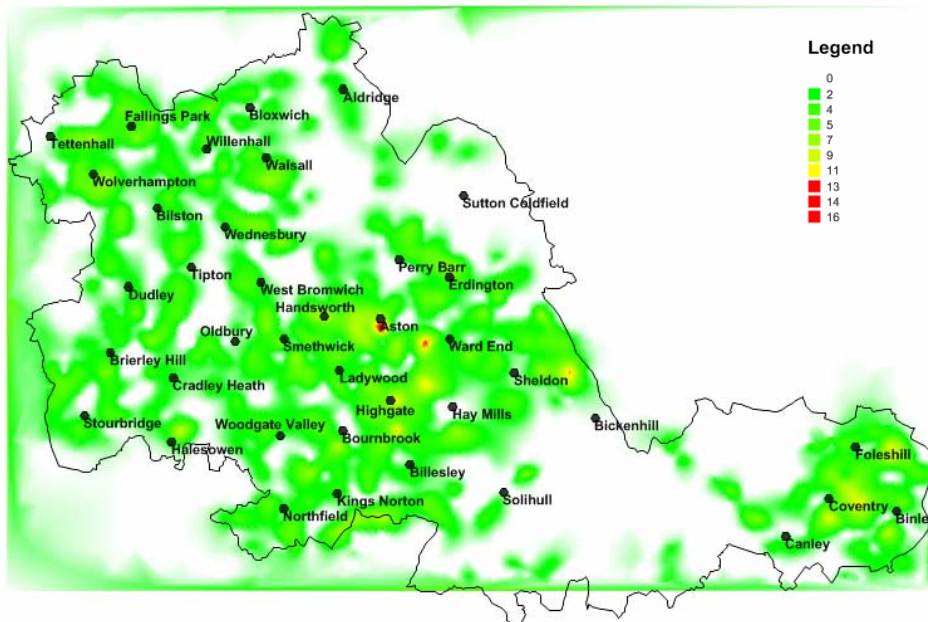 Legend
0
2
4
5
7
9
11
13
14
16
Aldridge
Bloxwich
Fallings Park
Tettenhall
Willenhall
Walsall
Wolverhampton
Sutton Coldfield
Bilston
Wednesbury
Perry Barr
Tipton
Erdington
Dudley
West Bromwich
Handsworth
Aston
Oldbury
Smethwick
Ward End
Brierley Hill
Ladywood
Sheldon
Cradley Heath
Highgate
Hay Mills
Stourbridge
Woodgate Valley
Bickenhill
Bournbrook
Halesowen
Foleshill
Billesley
Kings Norton
Solihull
Coventry
Northfield
Binle
Canley